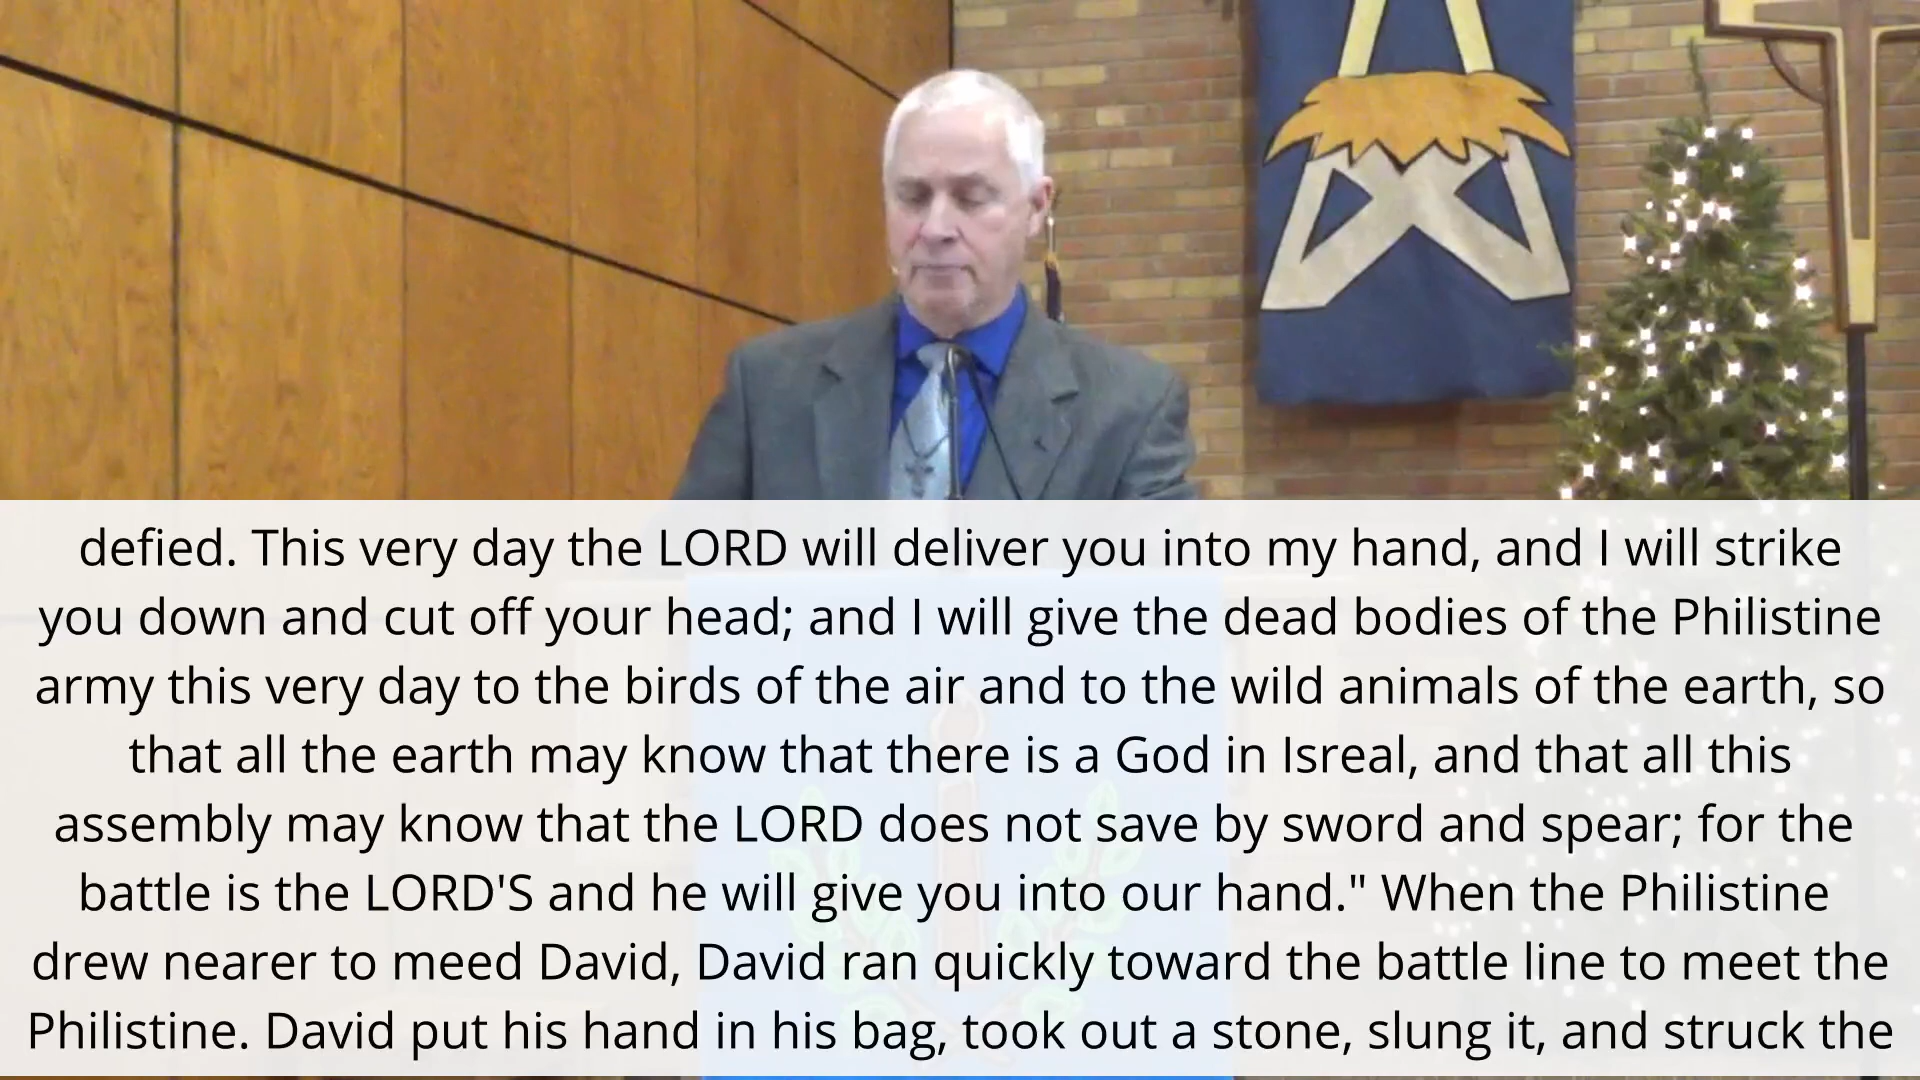 defied. This very day the LORD will deliver you into my hand, and I will strike
you down and cut off your head; and I will give the dead bodies of the Philistine
army this very day to the birds of the air and to the wild animals of the earth, so
that all the earth may know that there is a God in Isreal, and that all this
assembly may know that the LORD does not save by sword and spear; for the
battle is the LORD'S and he will give you into our hand." When the Philistine
drew nearer to meed David, David ran quickly toward the battle line to meet the
Philistine. David put his hand in his bag, took out a stone, slung it, and struck the